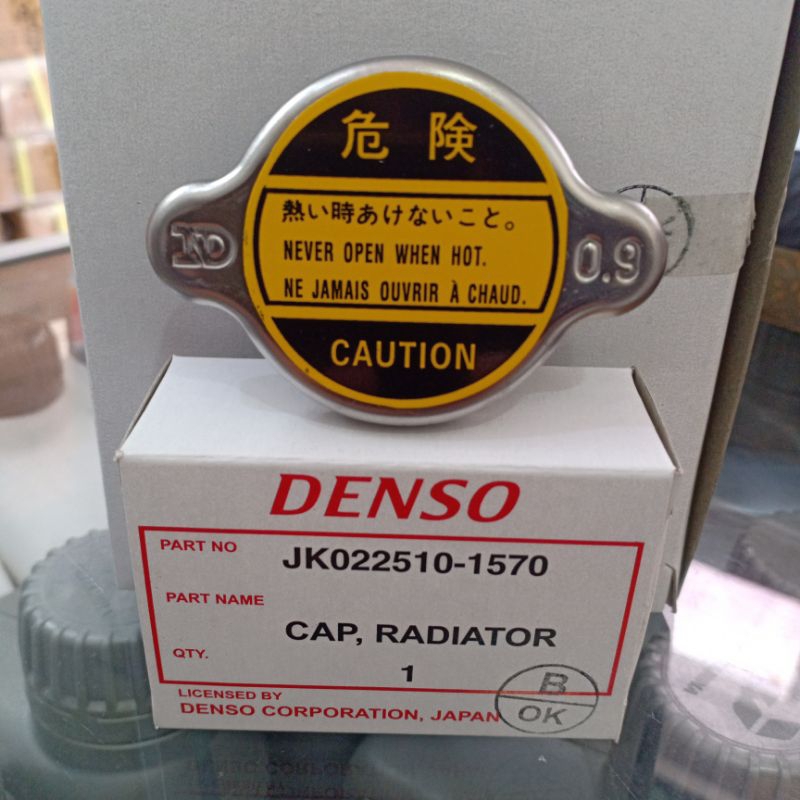 危険
熱い時あけないこと。
NEVER OPEN WHEN HOT.
NE JAMAIS OUVRIR À CHAUD.
CAUTION
0.9
DENSO
PART NO
JK022510-1570
PART NAME
CAP, RADIATOR
QTY.
1
LICENSED BY
DENSO CORPORATION, JAPAN
B
OK